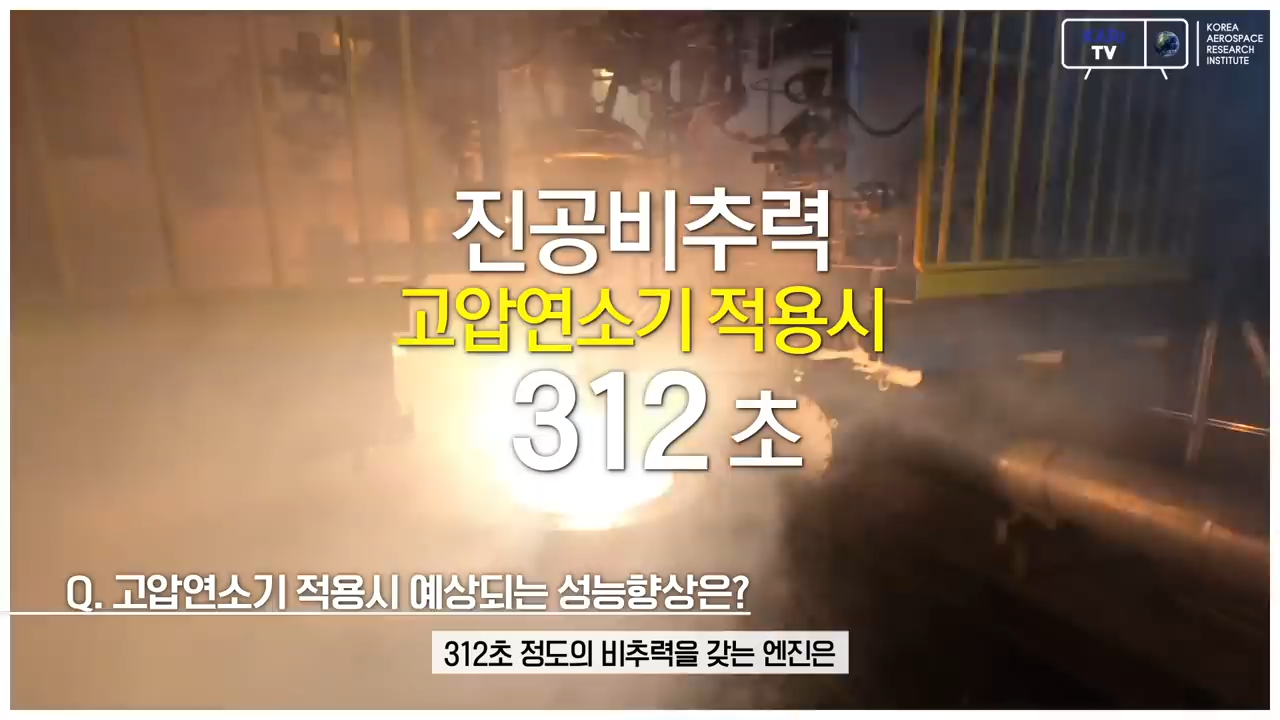 KARI
TV
KOREA
AEROSPACE
RESEARCH
INSTITUTE
진공비추력
고압연소기 적용시
312 초
Q. 고압연소기 적용시 예상되는 성능향상은?
312초 정도의 비추력을 갖는 엔진은